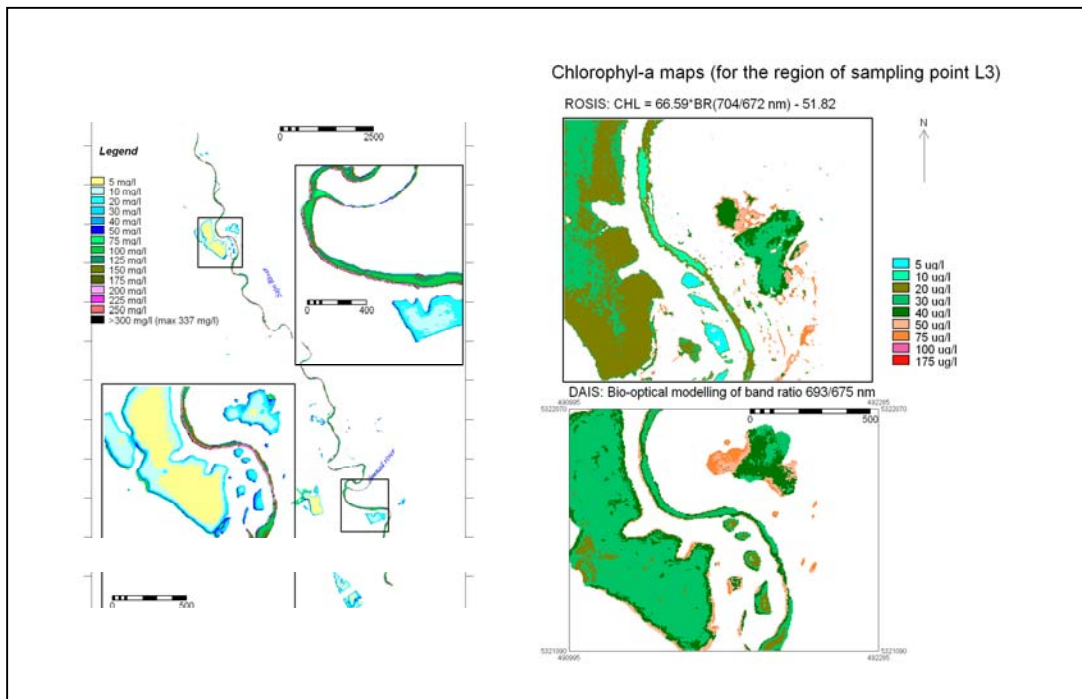 Chlorophyl-a maps (for the region of sampling point L3)
ROSIS: CHL = 66.59*BR(704/672 nm) - 51.82
N
0
2500
Legend
5 mg/l
10 mg/l
20 mg/l
30 mg/l
40 mg/l
50 mg/l
75 mg/l
100 mg/l
125 mg/l
150 mg/l
175 mg/l
200 mg/l
225 mg/l
250 mg/l
>300 mg/l (max 337 mg/l)
Sajo River
0
400
0
500
5 ug/l
10 ug/l
20 ug/l
30 ug/l
40 ug/l
50 ug/l
75 ug/l
100 ug/l
175 ug/l
DAIS: Bio-optical modelling of band ratio 693/675 nm
490995
492285
5322070
0
500
5321090
490995
492285